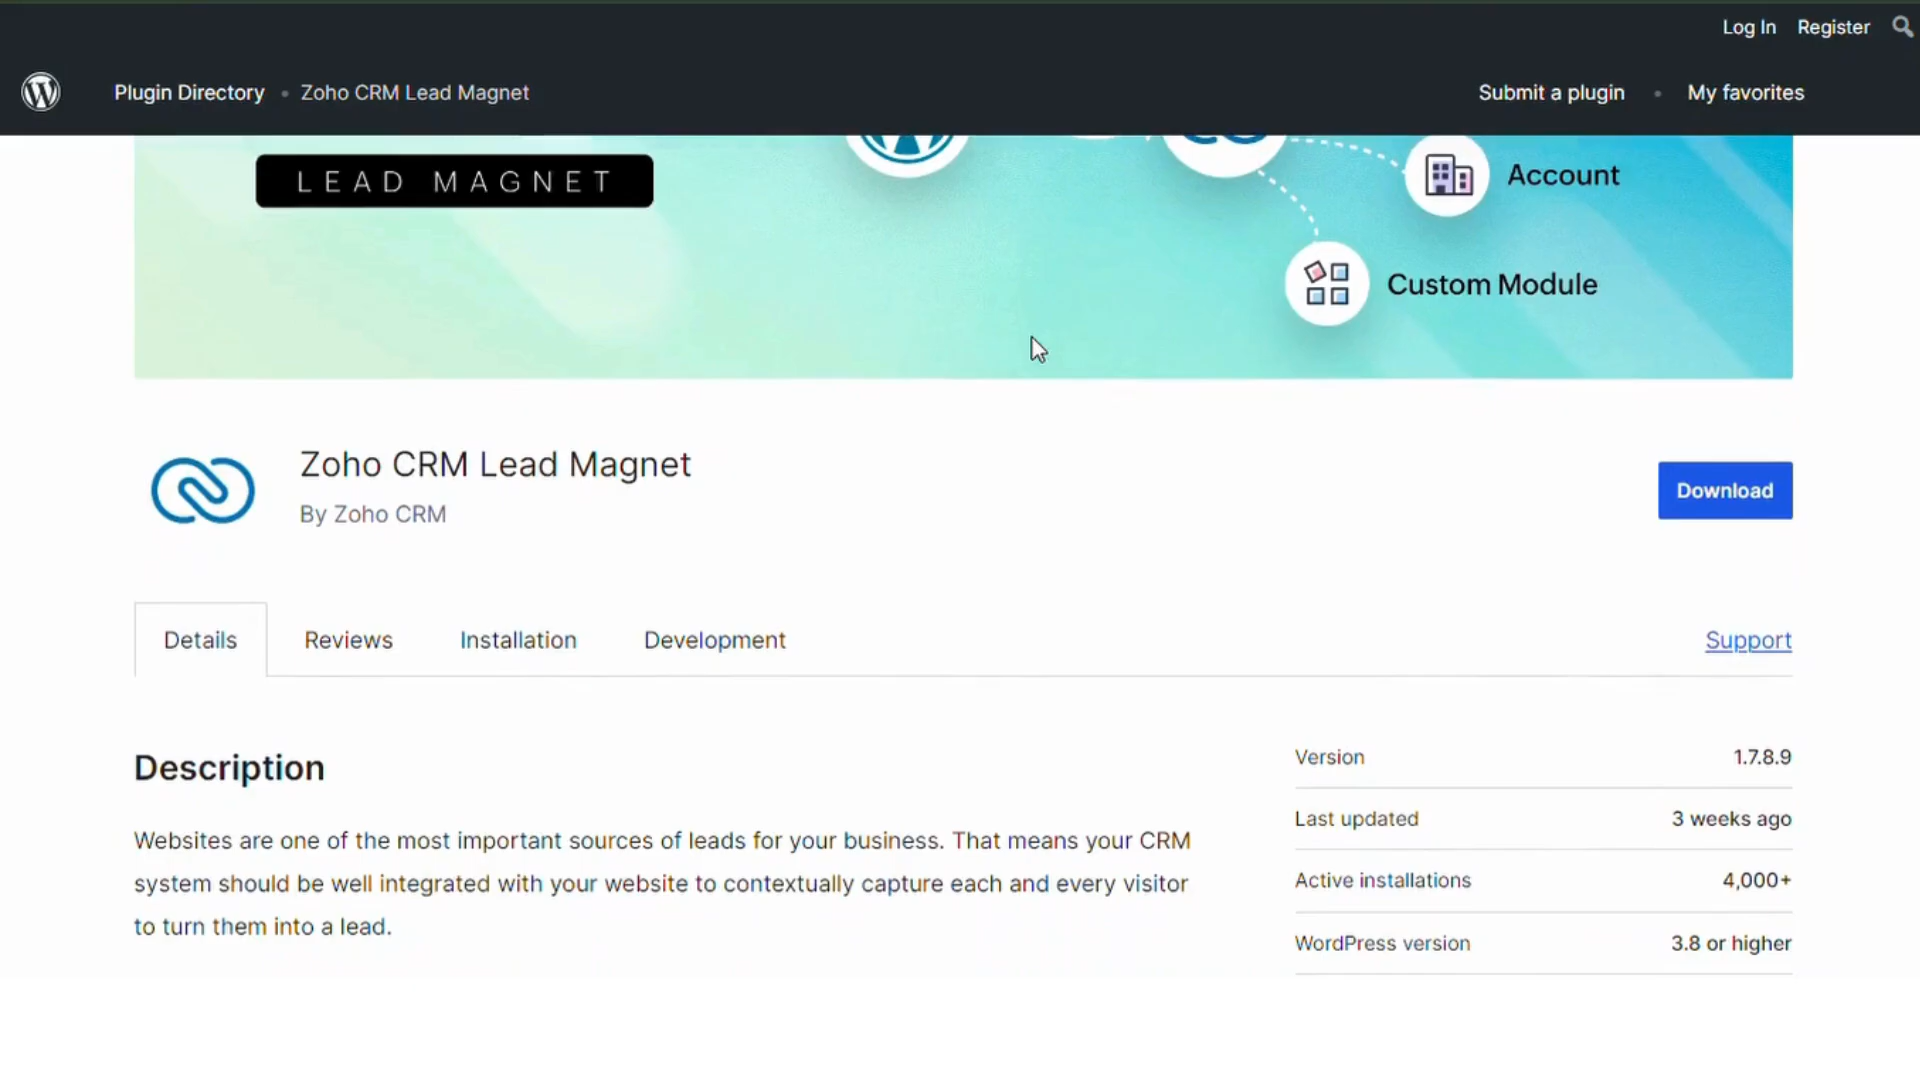 Log In Register
Plugin Directory • Zoho CRM Lead Magnet
Submit a plugin • My favorites
LEAD MAGNET
Account
Custom Module
Zoho CRM Lead Magnet
By Zoho CRM
Download
Details Reviews Installation Development Support
Description
Websites are one of the most important sources of leads for your business. That means your CRM
system should be well integrated with your website to contextually capture each and every visitor
to turn them into a lead.
Version 1.7.8.9
Last updated 3 weeks ago
Active installations 4,000+
WordPress version 3.8 or higher